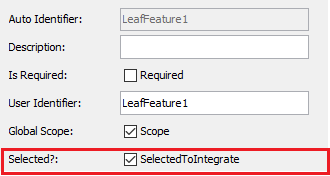 Auto Identifier: LeafFeature1
Description:
Is Required: Required
User Identifier: LeafFeature1
Global Scope: Scope
Selected?: SelectedToIntegrate